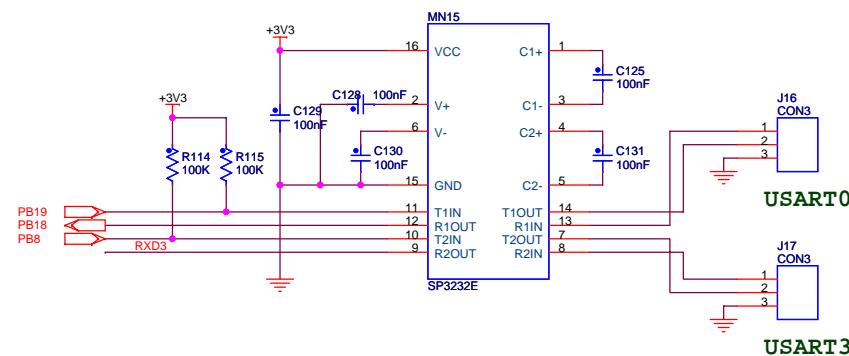 MN15
+3V3
16 VCC C1+ 1
C125
100nF
C128 100nF
2 V+ C1- 3
+3V3
C129
100nF
J16
CON3
6 V- C2+ 4
1
2
3
R114
100K
R115
100K
C130
100nF
C131
100nF
15 GND C2- 5
USART0
PB19
11 T1IN T1OUT 14
PB18
12 R1OUT R1IN 13
PB8
10 T2IN T2OUT 7
RXD3
9 R2OUT R2IN 8
J17
CON3
1
2
3
SP3232E
USART3